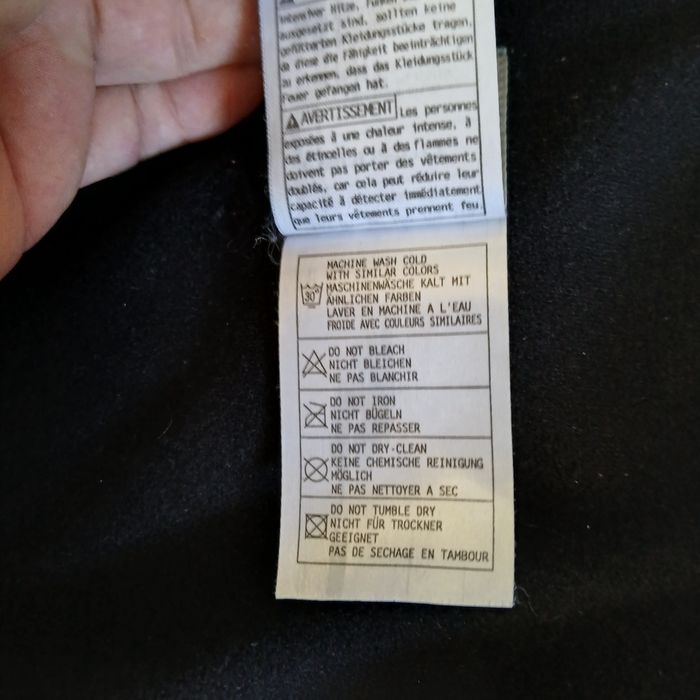 intensiver Hitze, Funken
ausgesetzt sind, sollten keine
gefütterten Kleidungsstücke tragen,
da diese die Fähigkeit beeinträchtigen
zu erkennen, dass das Kleidungsstück
Feuer gefangen hat.
AVERTISSEMENT Les personnes
exposées à une chaleur intense, à
des étincelles ou à des flammes ne
doivent pas porter des vêtements
doublés, car cela peut réduire leur
capacité à détecter immédiatement
que leurs vêtements prennent feu
MACHINE WASH COLD
WITH SIMILAR COLORS
30° MASCHINENWÄSCHE KALT MIT
ÄHNLICHEN FARBEN
LAVER EN MACHINE A L'EAU
FROIDE AVEC COULEURS SIMILAIRES
DO NOT BLEACH
NICHT BLEICHEN
NE PAS BLANCHIR
DO NOT IRON
NICHT BÜGELN
NE PAS REPASSER
DO NOT DRY-CLEAN
KEINE CHEMISCHE REINIGUNG
MÖGLICH
NE PAS NETTOYER A SEC
DO NOT TUMBLE DRY
NICHT FÜR TROCKNER
GEEIGNET
PAS DE SECHAGE EN TAMBOUR